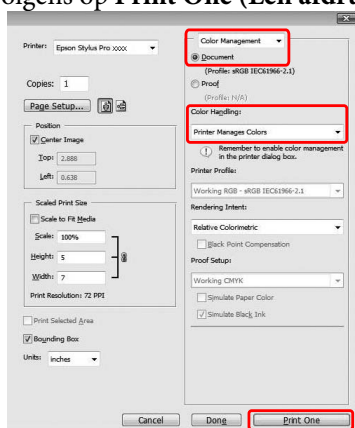 olgens op Print One (Eén afdru
Printer: Epson Stylus Pro xxxx
Copies: 1
Page Setup...
Position
Center Image
Top: 2.888
Left: 0.638
Scaled Print Size
Scale to Fit Media
Scale: 100%
Height: 5
Width: 7
Print Resolution: 72 PPI
Print Selected Area
Bounding Box
Units: inches
Color Management
Document
(Profile: sRGB IEC61966-2.1)
Proof
(Profile: N/A)
Color Handling:
Printer Manages Colors
Remember to enable color management
in the printer dialog box.
Printer Profile:
Working RGB - sRGB IEC61966-2.1
Rendering Intent:
Relative Colorimetric
Black Point Compensation
Proof Setup:
Working CMYK
Simulate Paper Color
Simulate Black Ink
Cancel
Done
Print One